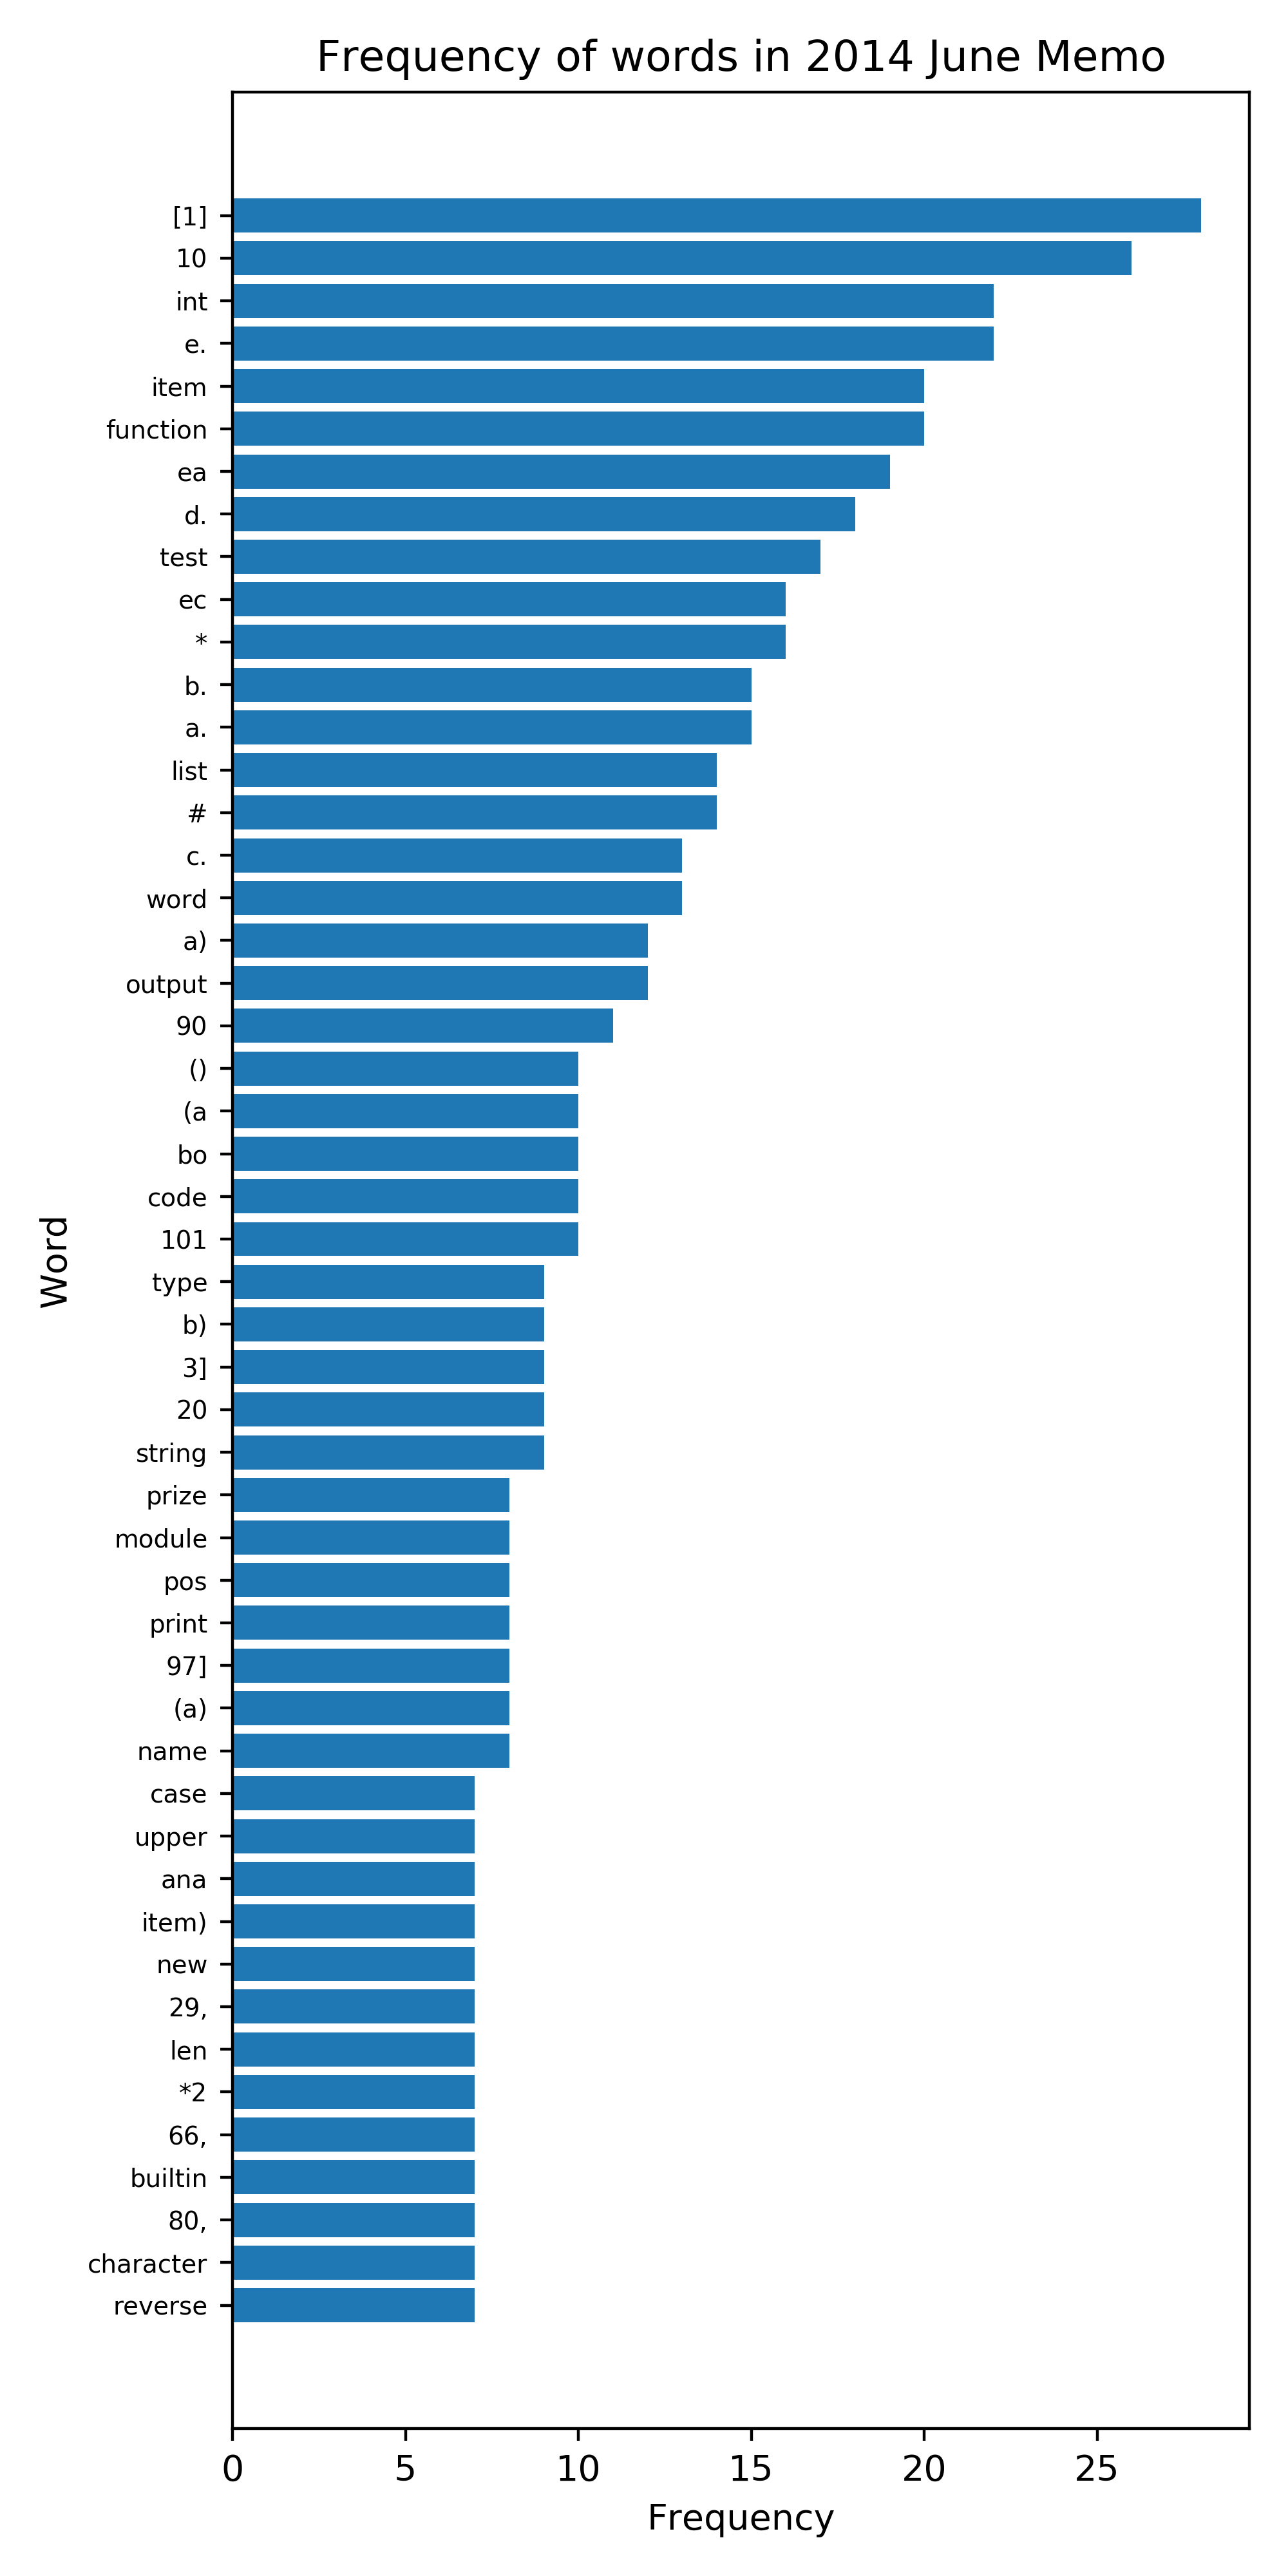 Frequency of words in 2014 June Memo
[1]
10
int
e.
item
function
ea
d.
test
ec
*
b.
a.
list
#
c.
word
a)
output
90
()
(a
bo
code
101
type
b)
3]
20
string
prize
module
pos
print
97]
(a)
name
case
upper
ana
item)
new
29,
len
*2
66,
builtin
80,
character
reverse
Word
0 5 10 15 20 25
Frequency